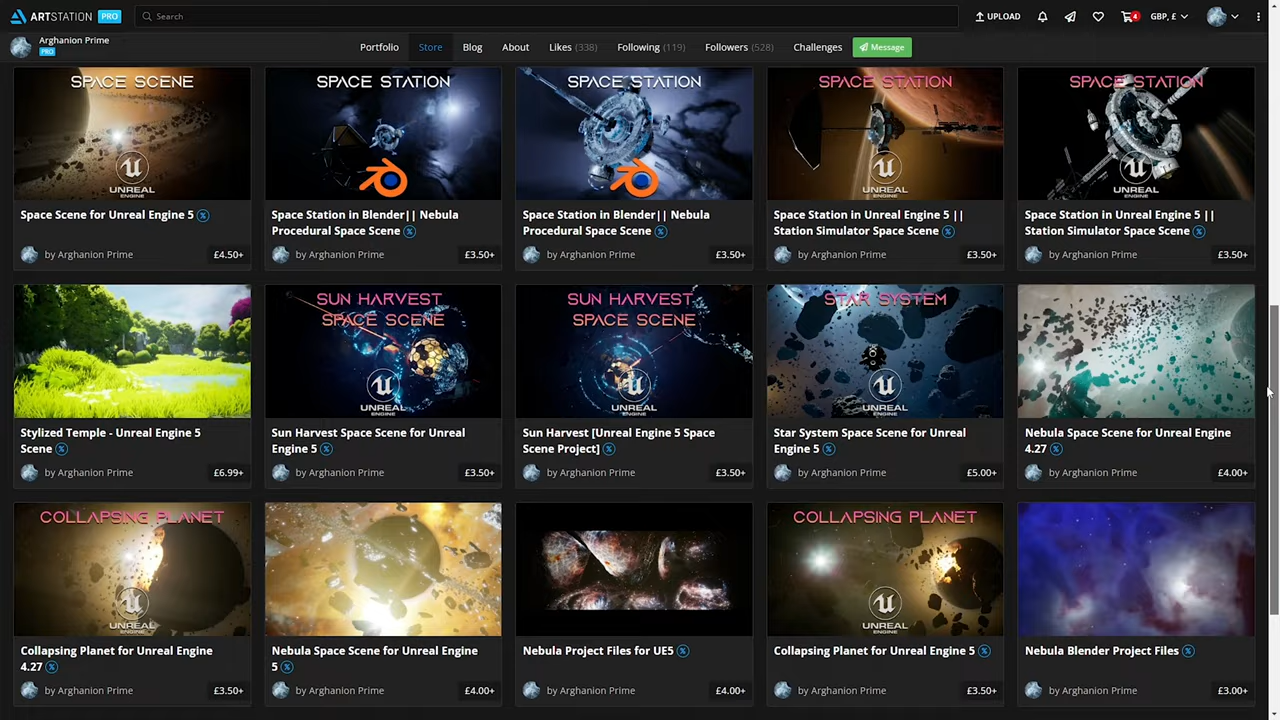 ARTSTATION PRO Search UPLOAD 4 GBP, £
Arghanion Prime
PRO
Portfolio Store Blog About Likes (338) Following (119) Followers (528) Challenges Message
SPACE SCENE
UNREAL
ENGINE
Space Scene for Unreal Engine 5
by Arghanion Prime £4.50+
SPACE STATION
Space Station in Blender|| Nebula
Procedural Space Scene
by Arghanion Prime £3.50+
SPACE STATION
Space Station in Blender|| Nebula
Procedural Space Scene
by Arghanion Prime £3.50+
SPACE STATION
UNREAL
ENGINE
Space Station in Unreal Engine 5 ||
Station Simulator Space Scene
by Arghanion Prime £3.50+
SPACE STATION
UNREAL
ENGINE
Space Station in Unreal Engine 5 ||
Station Simulator Space Scene
by Arghanion Prime £3.50+
Stylized Temple - Unreal Engine 5
Scene
by Arghanion Prime £6.99+
SUN HARVEST
SPACE SCENE
UNREAL
ENGINE
Sun Harvest Space Scene for Unreal
Engine 5
by Arghanion Prime £3.50+
SUN HARVEST
SPACE SCENE
UNREAL
ENGINE
Sun Harvest [Unreal Engine 5 Space
Scene Project]
by Arghanion Prime £3.50+
STAR SYSTEM
UNREAL
ENGINE
Star System Space Scene for Unreal
Engine 5
by Arghanion Prime £5.00+
Nebula Space Scene for Unreal Engine
4.27
by Arghanion Prime £4.00+
COLLAPSING PLANET
UNREAL
ENGINE
Collapsing Planet for Unreal Engine
4.27
by Arghanion Prime £3.50+
Nebula Space Scene for Unreal Engine
5
by Arghanion Prime £4.00+
Nebula Project Files for UE5
by Arghanion Prime £4.00+
COLLAPSING PLANET
UNREAL
ENGINE
Collapsing Planet for Unreal Engine 5
by Arghanion Prime £3.50+
Nebula Blender Project Files
by Arghanion Prime £3.00+